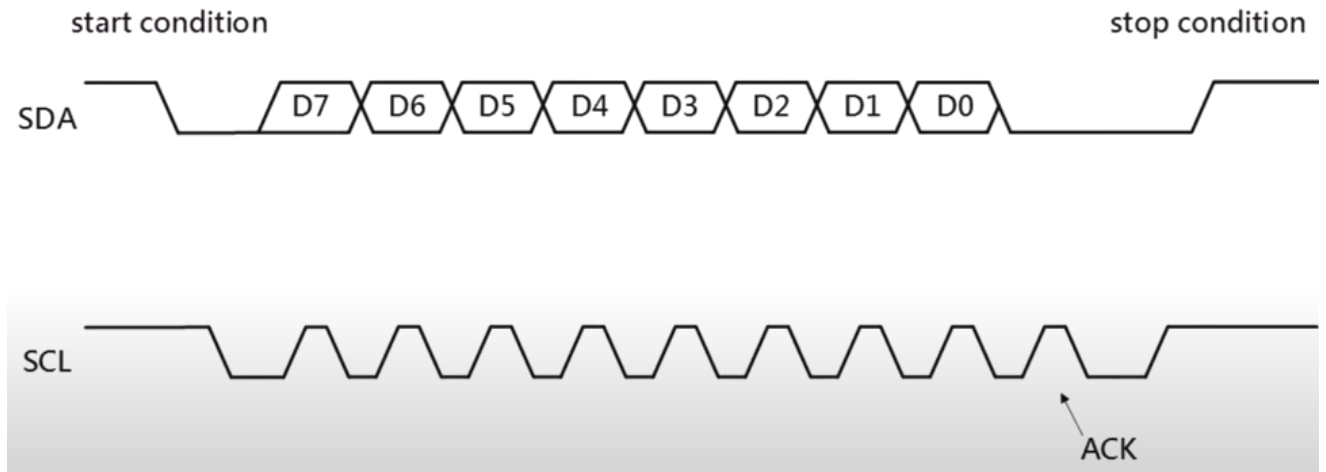 start condition
stop condition
SDA
D7 D6 D5 D4 D3 D2 D1 D0
SCL
ACK